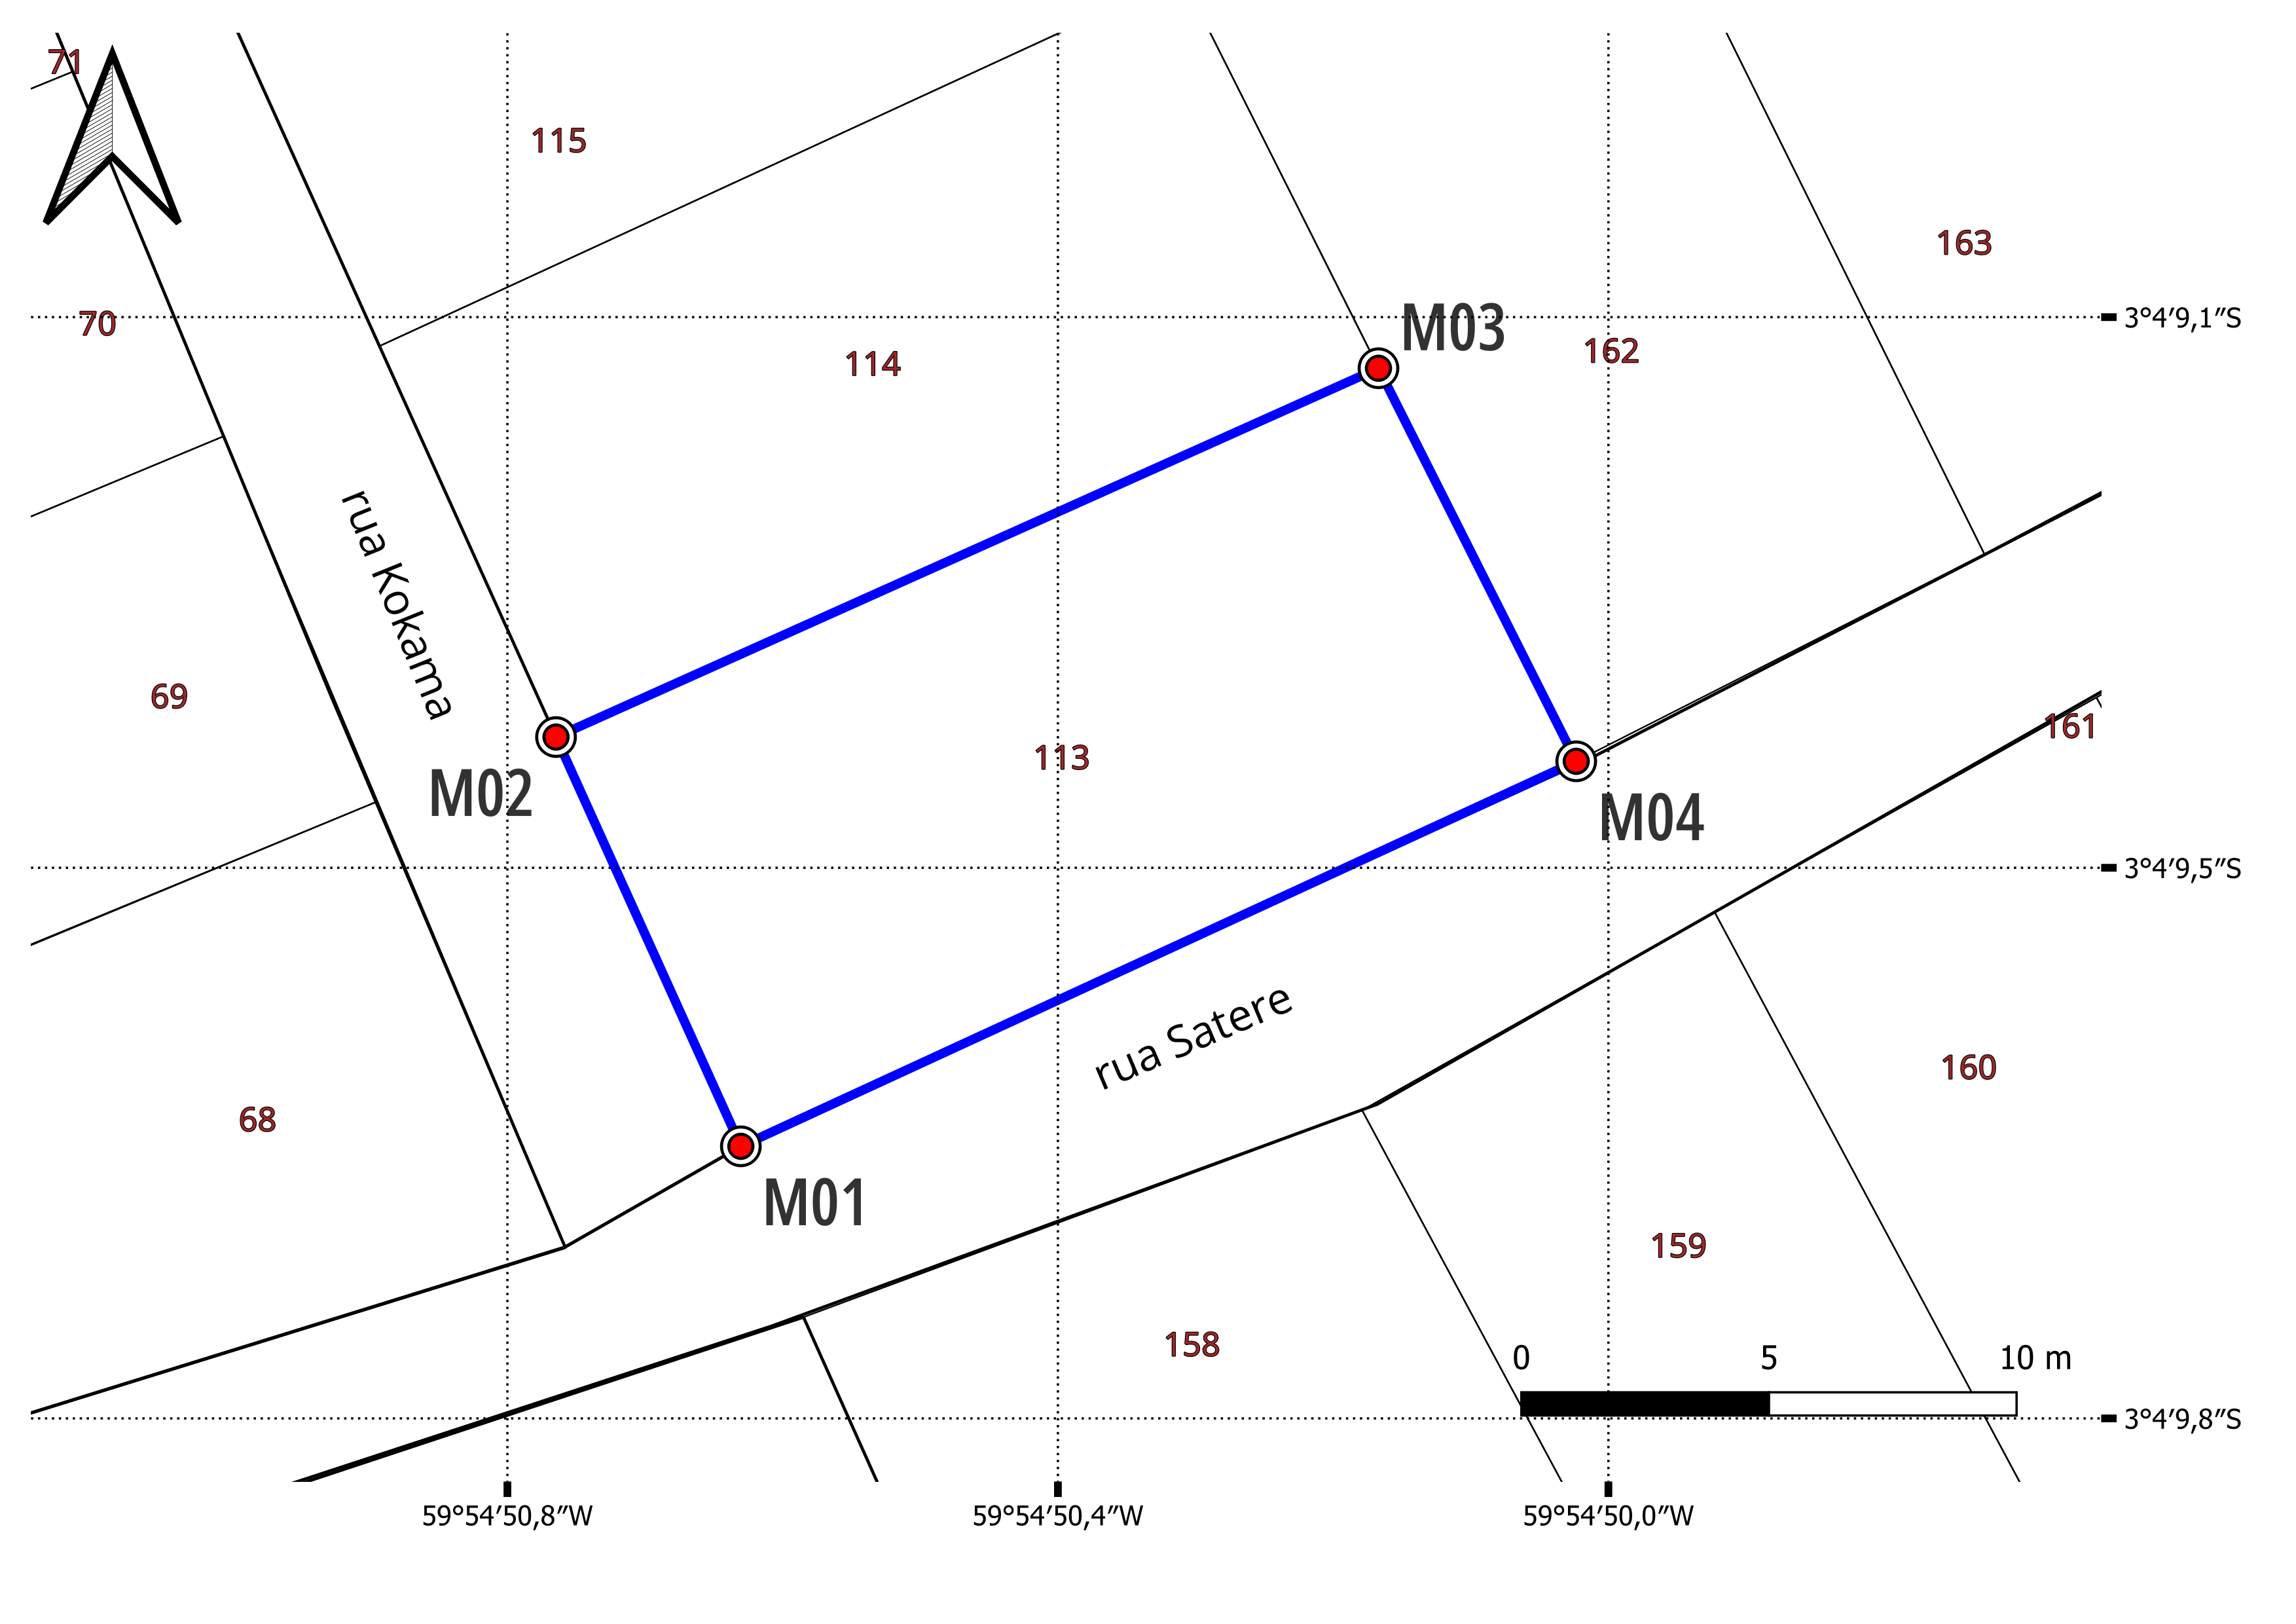 71
115
163
3°4′9,1″S
70
M03
162
114
rua Kokama
69
161
113
M02
M04
3°4′9,5″S
rua Satere
160
68
M01
159
158
0 5 10 m
3°4′9,8″S
59°54′50,8″W 59°54′50,4″W 59°54′50,0″W